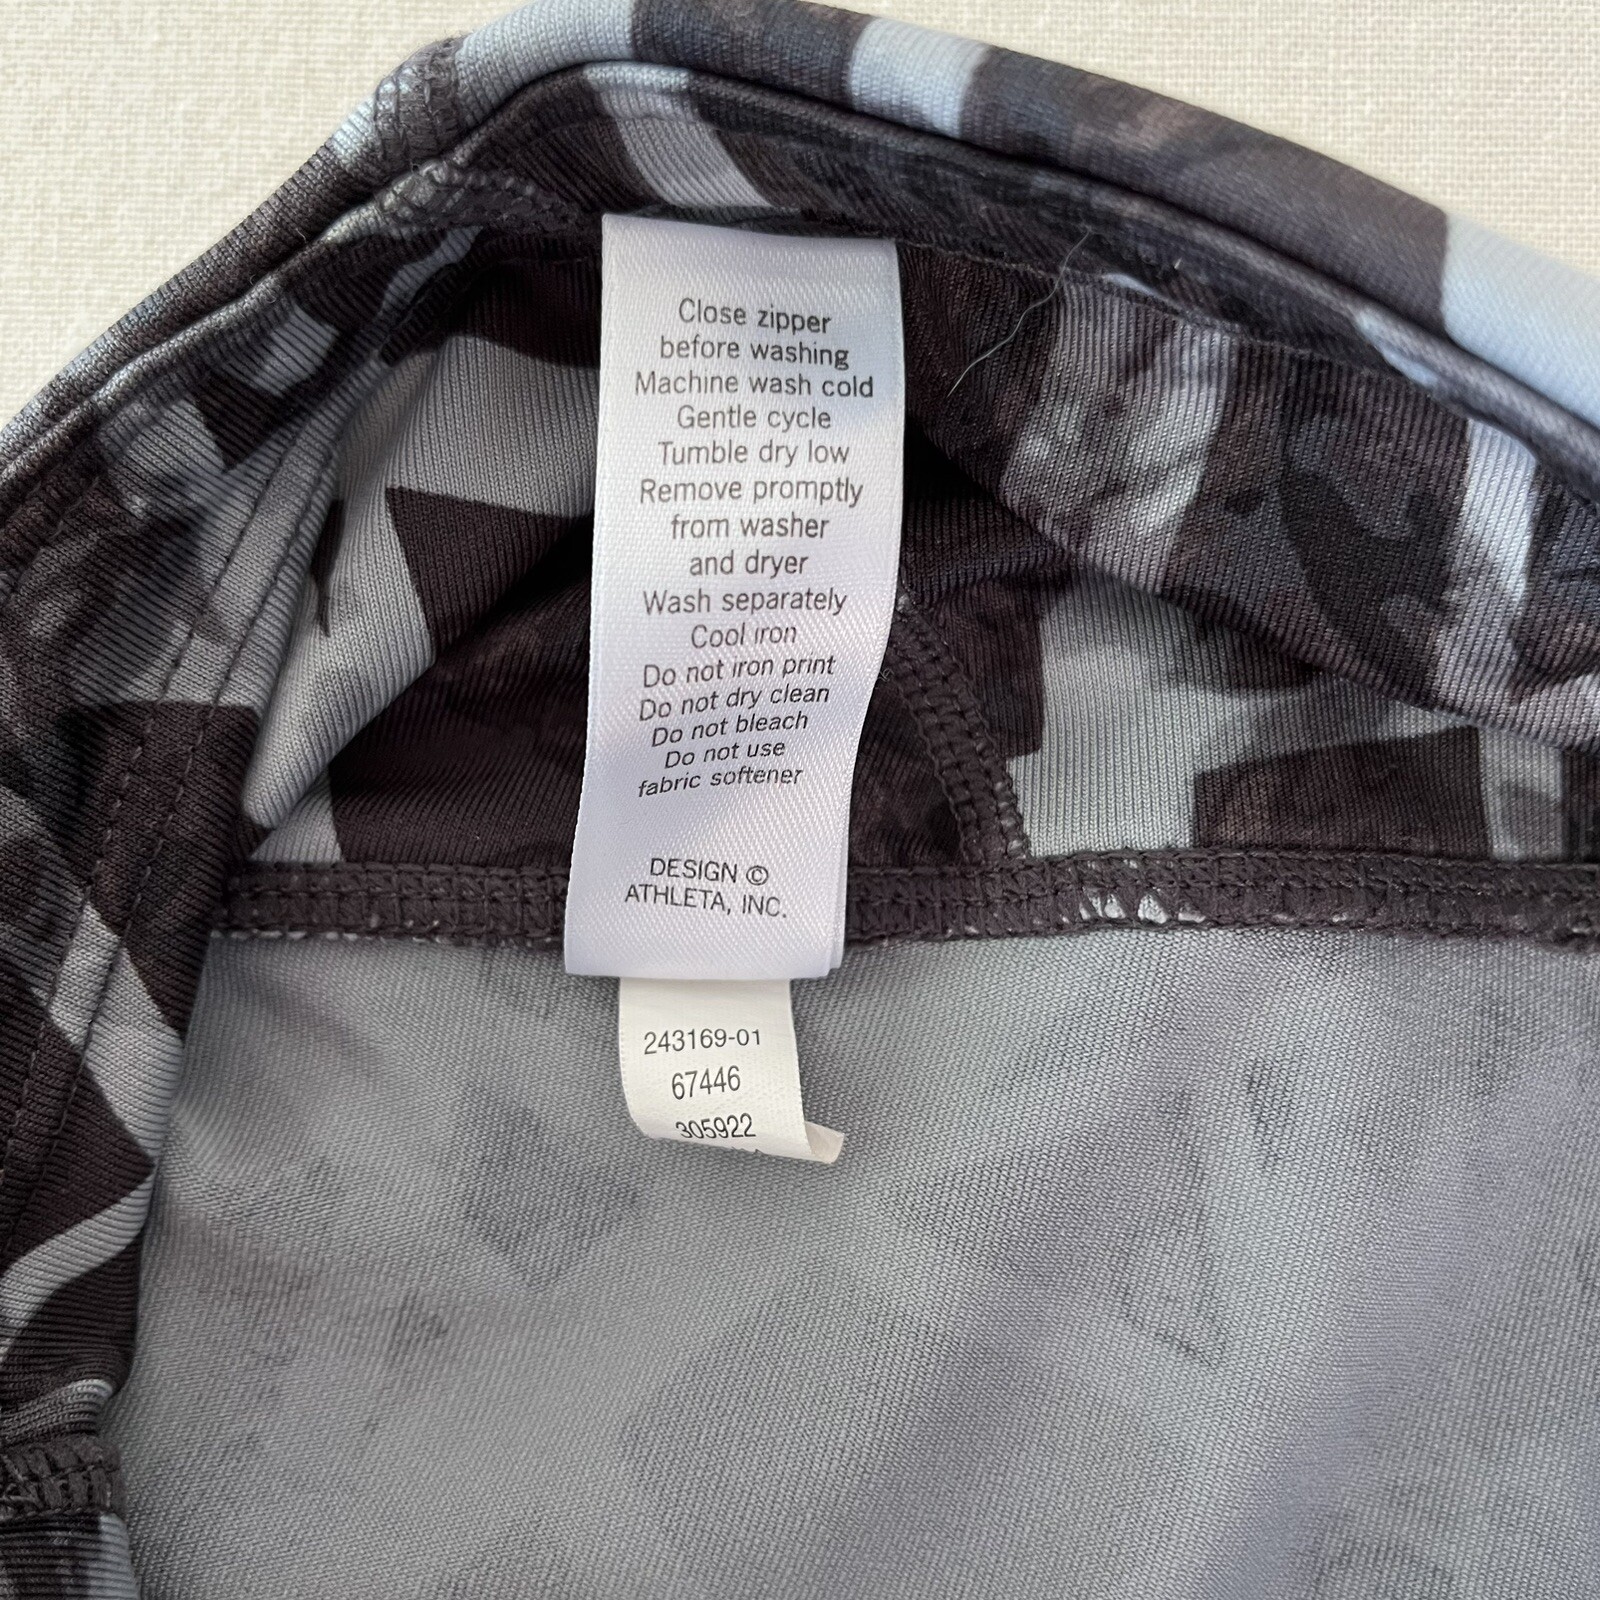 Close zipper
before washing
Machine wash cold
Gentle cycle
Tumble dry low
Remove promptly
from washer
and dryer
Wash separately
Cool iron
Do not iron print
Do not dry clean
Do not bleach
Do not use
fabric softener
DESIGN ©
ATHLETA, INC.
243169-01
67446
305922